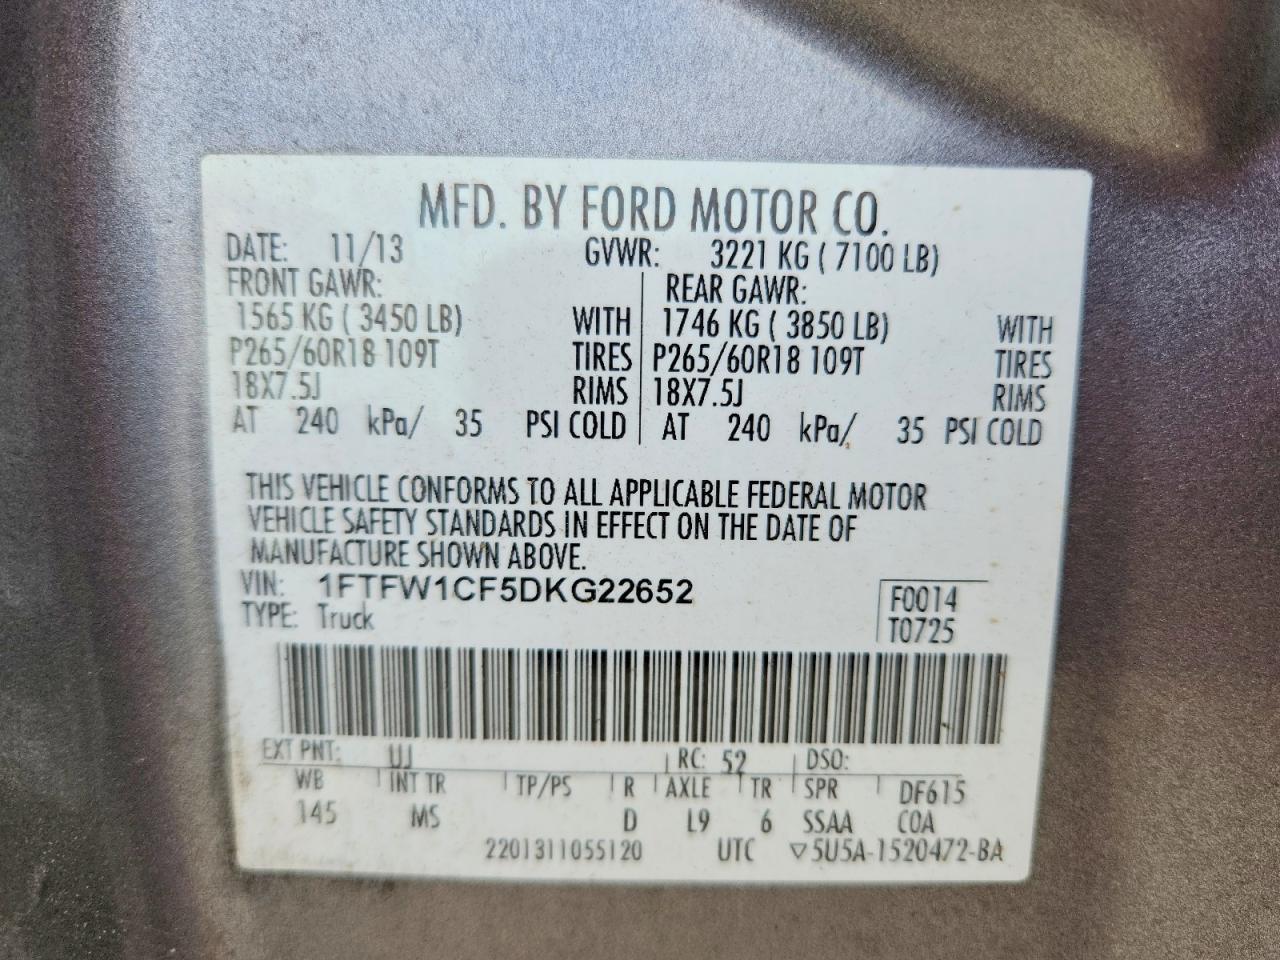 MFD. BY FORD MOTOR CO.
DATE: 11/13 GVWR: 3221 KG ( 7100 LB)
FRONT GAWR: REAR GAWR:
1565 KG ( 3450 LB) WITH 1746 KG ( 3850 LB) WITH
P265/60R18 109T TIRES P265/60R18 109T TIRES
18X7.5J RIMS 18X7.5J RIMS
AT 240 kPa/ 35 PSI COLD AT 240 kPa/ 35 PSI COLD
THIS VEHICLE CONFORMS TO ALL APPLICABLE FEDERAL MOTOR
VEHICLE SAFETY STANDARDS IN EFFECT ON THE DATE OF
MANUFACTURE SHOWN ABOVE.
VIN: 1FTFW1CF5DKG22652 F0014
TYPE: Truck T0725
EXT PNT: UJ RC: 52 DSO:
WB INT TR TP/PS R AXLE TR SPR DF615
145 MS D L9 6 SSAA COA
2201311055120 UTC ▽5U5A-1520472-BA